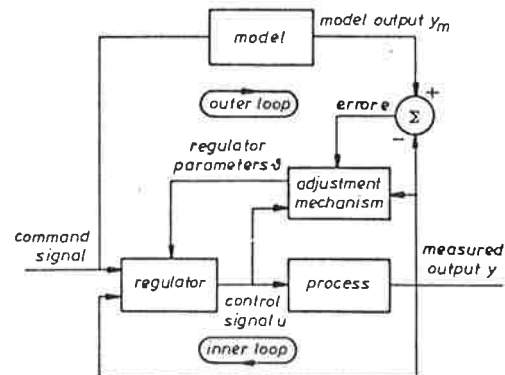 model output yₘ
model
outer loop
+
error e
Σ
−
regulator
parameters ϑ
adjustment
mechanism
command
signal
measured
output y
regulator
process
control
signal u
inner loop